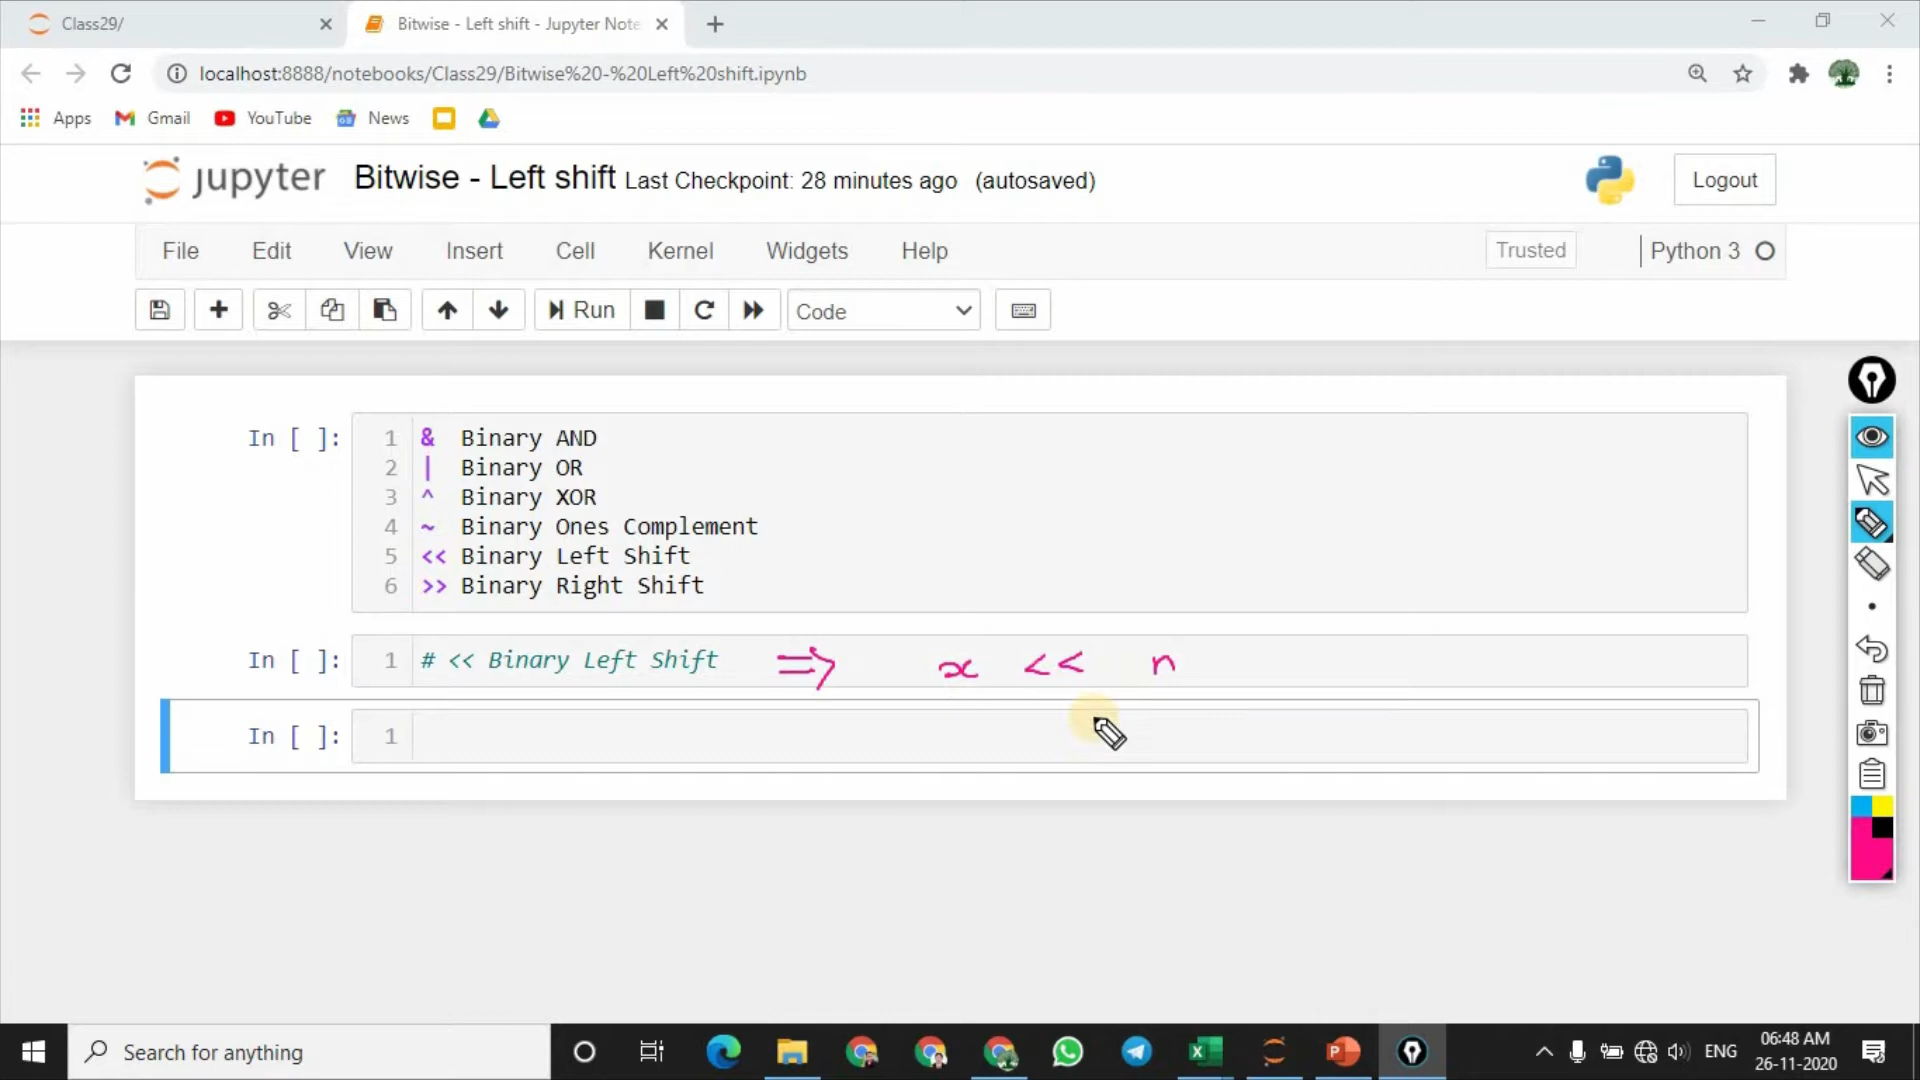 Class29/
Bitwise - Left shift - Jupyter Note
localhost:8888/notebooks/Class29/Bitwise%20-%20Left%20shift.ipynb
Apps Gmail YouTube News
jupyter Bitwise - Left shift Last Checkpoint: 28 minutes ago (autosaved)
Logout
File Edit View Insert Cell Kernel Widgets Help
Trusted
Python 3
Run
Code
In [ ]: 1 & Binary AND
2 | Binary OR
3 ^ Binary XOR
4 ~ Binary Ones Complement
5 << Binary Left Shift
6 >> Binary Right Shift
In [ ]: 1 # << Binary Left Shift ⇒ x << n
In [ ]: 1
Search for anything
ENG
06:48 AM
26-11-2020